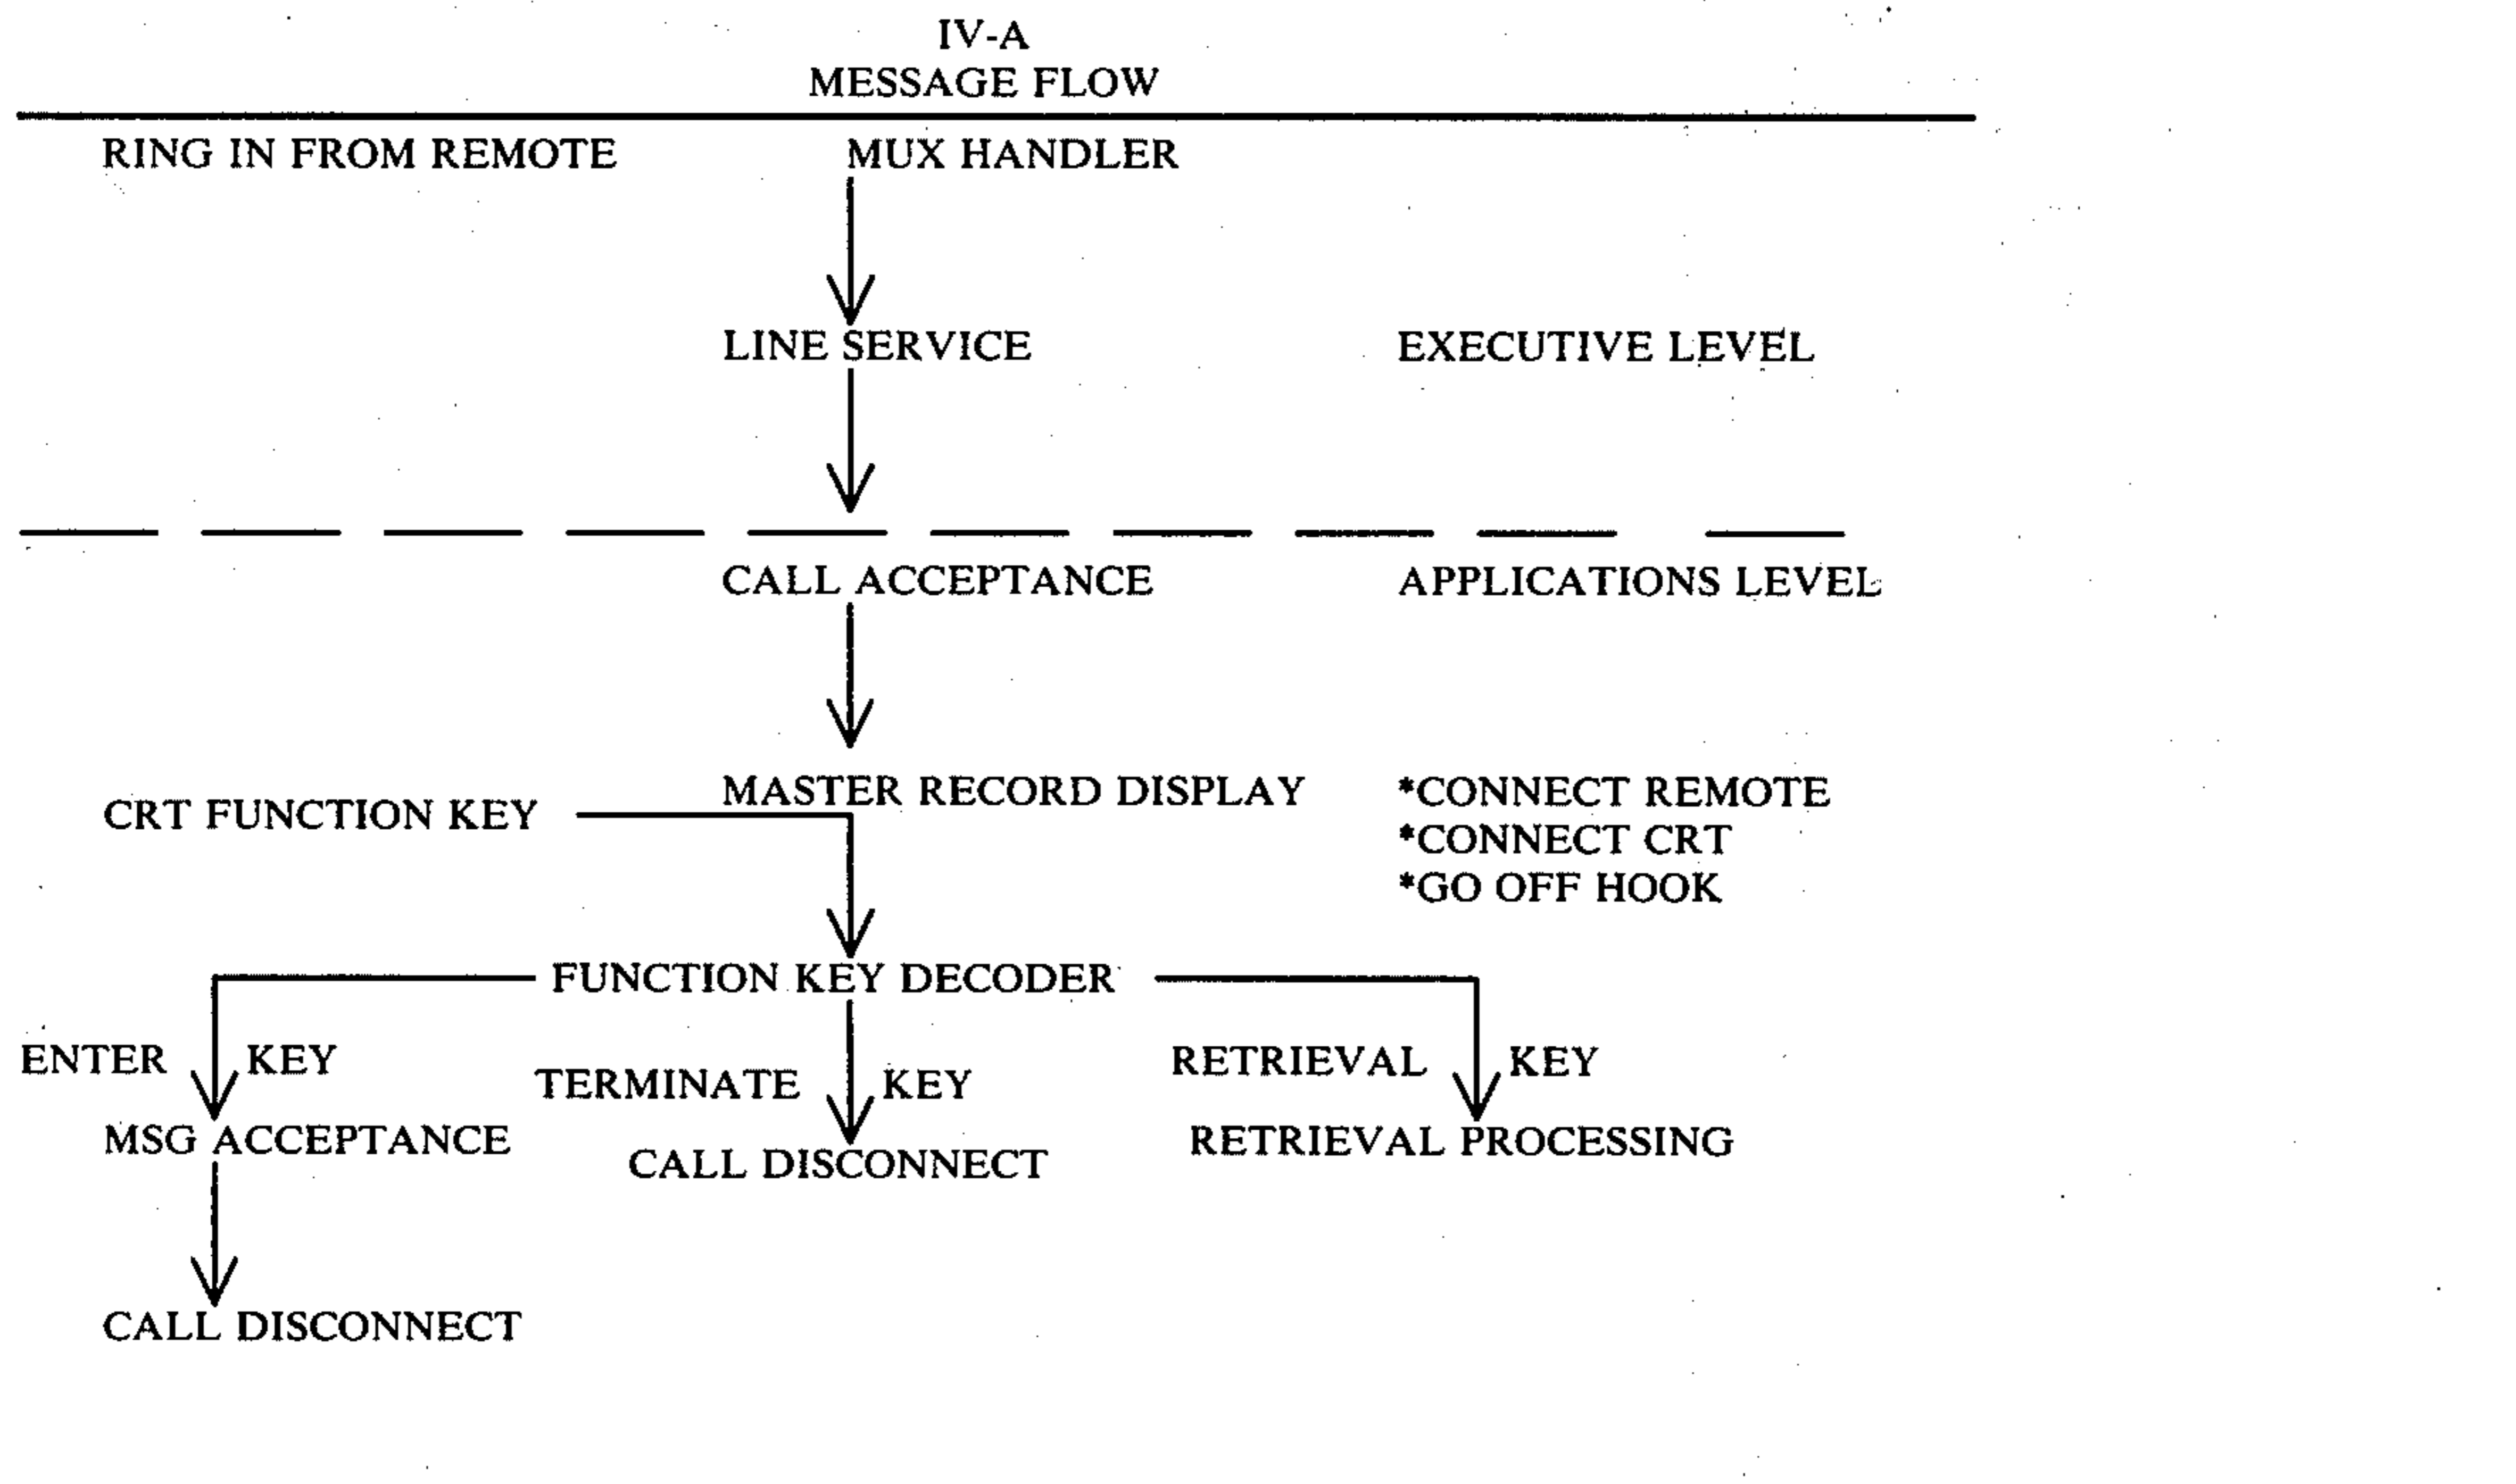 IV-A
MESSAGE FLOW
RING IN FROM REMOTE MUX HANDLER
LINE SERVICE EXECUTIVE LEVEL
CALL ACCEPTANCE APPLICATIONS LEVEL
MASTER RECORD DISPLAY *CONNECT REMOTE
CRT FUNCTION KEY
*CONNECT CRT
*GO OFF HOOK
FUNCTION KEY DECODER
ENTER KEY
RETRIEVAL KEY
TERMINATE KEY
MSG ACCEPTANCE
RETRIEVAL PROCESSING
CALL DISCONNECT
CALL DISCONNECT